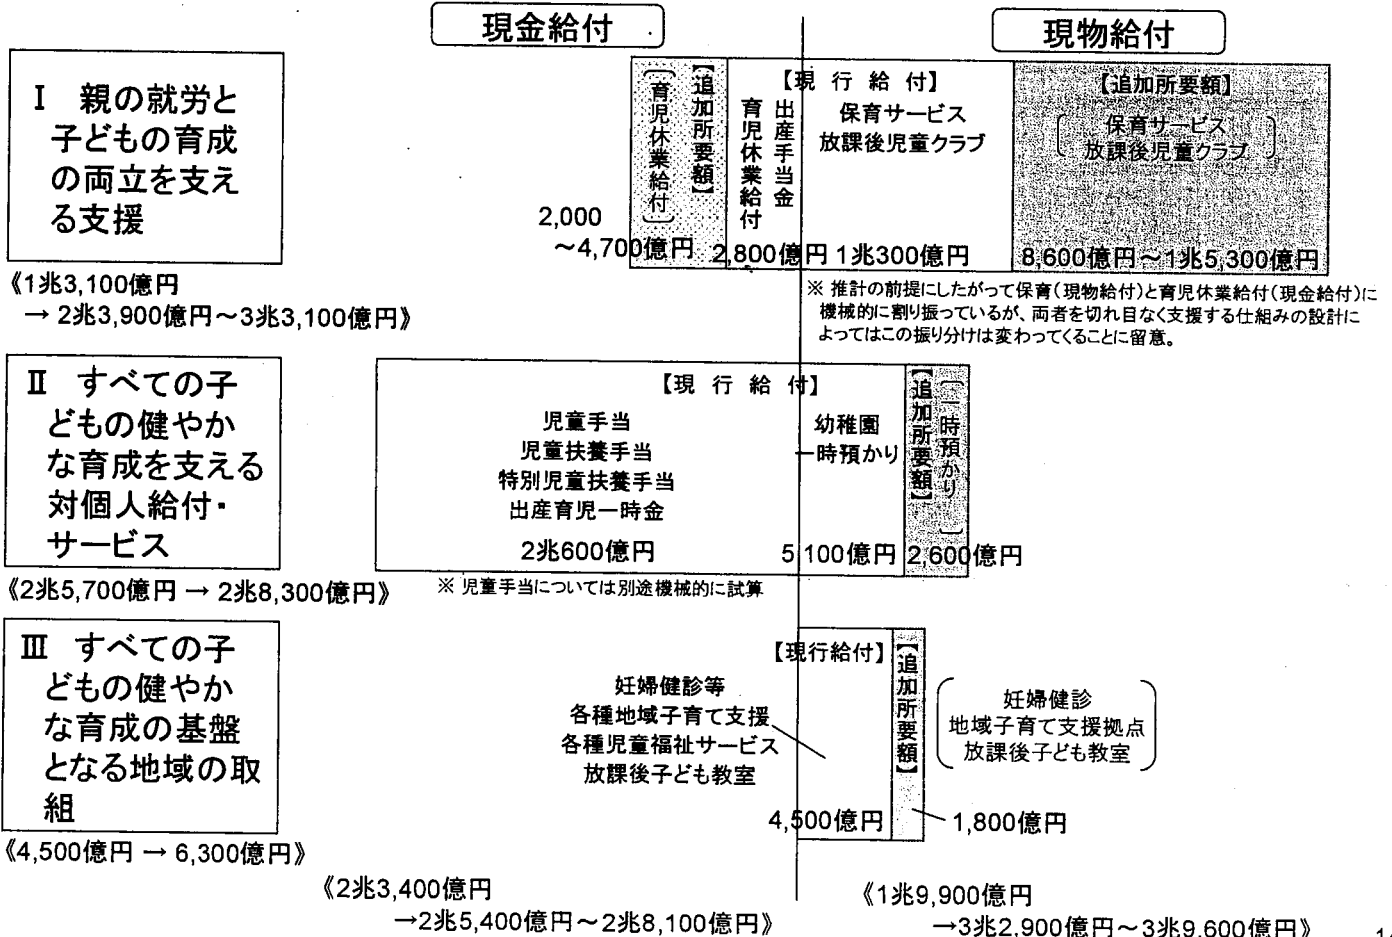 現金給付
現物給付
Ⅰ 親の就労と
子どもの育成
の両立を支え
る支援
《1兆3,100億円
→ 2兆3,900億円～3兆3,100億円》
【追加所要額】
〔育児休業給付〕
2,000
～4,700億円
【現 行 給 付】
出産手当金
育児休業給付
2,800億円
保育サービス
放課後児童クラブ
1兆300億円
【追加所要額】
保育サービス
放課後児童クラブ
8,600億円～1兆5,300億円
※ 推計の前提にしたがって保育(現物給付)と育児休業給付(現金給付)に
機械的に割り振っているが、両者を切れ目なく支援する仕組みの設計に
よってはこの振り分けは変わってくることに留意。
Ⅱ すべての子
どもの健やか
な育成を支える
対個人給付・
サービス
《2兆5,700億円 → 2兆8,300億円》
【現 行 給 付】
児童手当
児童扶養手当
特別児童扶養手当
出産育児一時金
2兆600億円
幼稚園
一時預かり
5,100億円
【追加所要額】
〔一時預かり〕
2,600億円
※ 児童手当については別途機械的に試算
Ⅲ すべての子
どもの健やか
な育成の基盤
となる地域の取
組
《4,500億円 → 6,300億円》
【現行給付】
妊婦健診等
各種地域子育て支援
各種児童福祉サービス
放課後子ども教室
4,500億円
【追加所要額】
妊婦健診
地域子育て支援拠点
放課後子ども教室
1,800億円
《2兆3,400億円
→2兆5,400億円～2兆8,100億円》
《1兆9,900億円
→3兆2,900億円～3兆9,600億円》